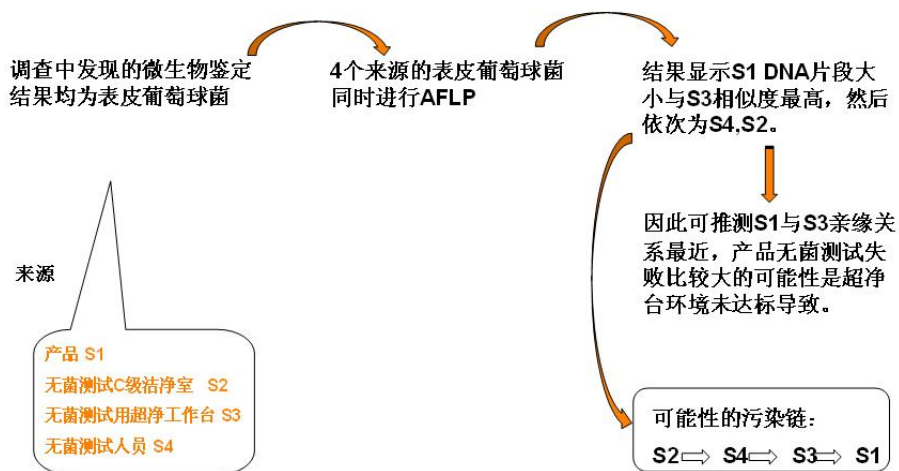 调查中发现的微生物鉴定
结果均为表皮葡萄球菌
4个来源的表皮葡萄球菌
同时进行AFLP
结果显示S1 DNA片段大
小与S3相似度最高，然后
依次为S4,S2。
因此可推测S1与S3亲缘关
系最近，产品无菌测试失
败比较大的可能性是超净
台环境未达标导致。
来源
产品 S1
无菌测试C级洁净室 S2
无菌测试用超净工作台 S3
无菌测试人员 S4
可能性的污染链：
S2⇨ S4⇨ S3⇨ S1